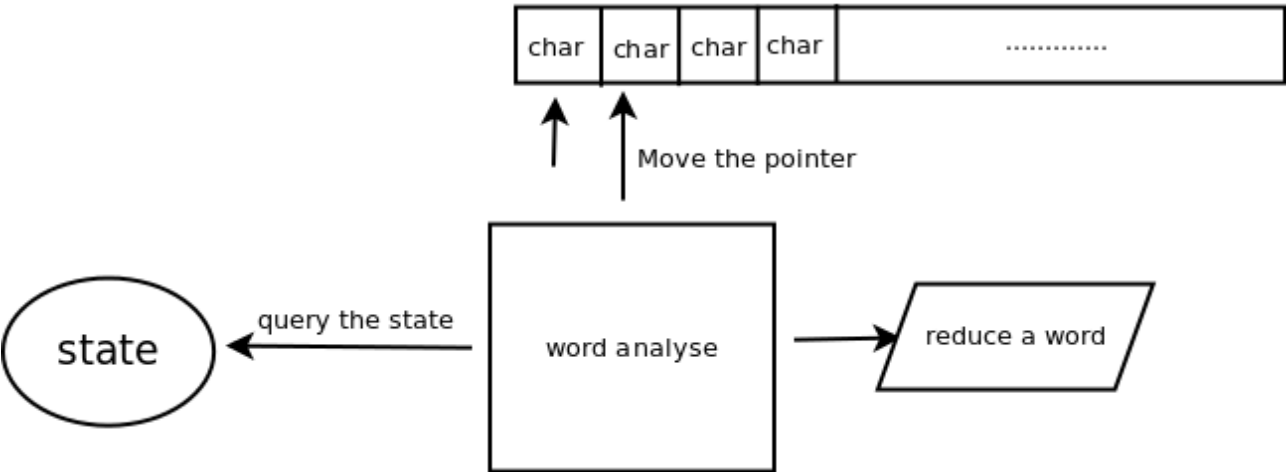 char char char char .............
Move the pointer
query the state
state
word analyse
reduce a word